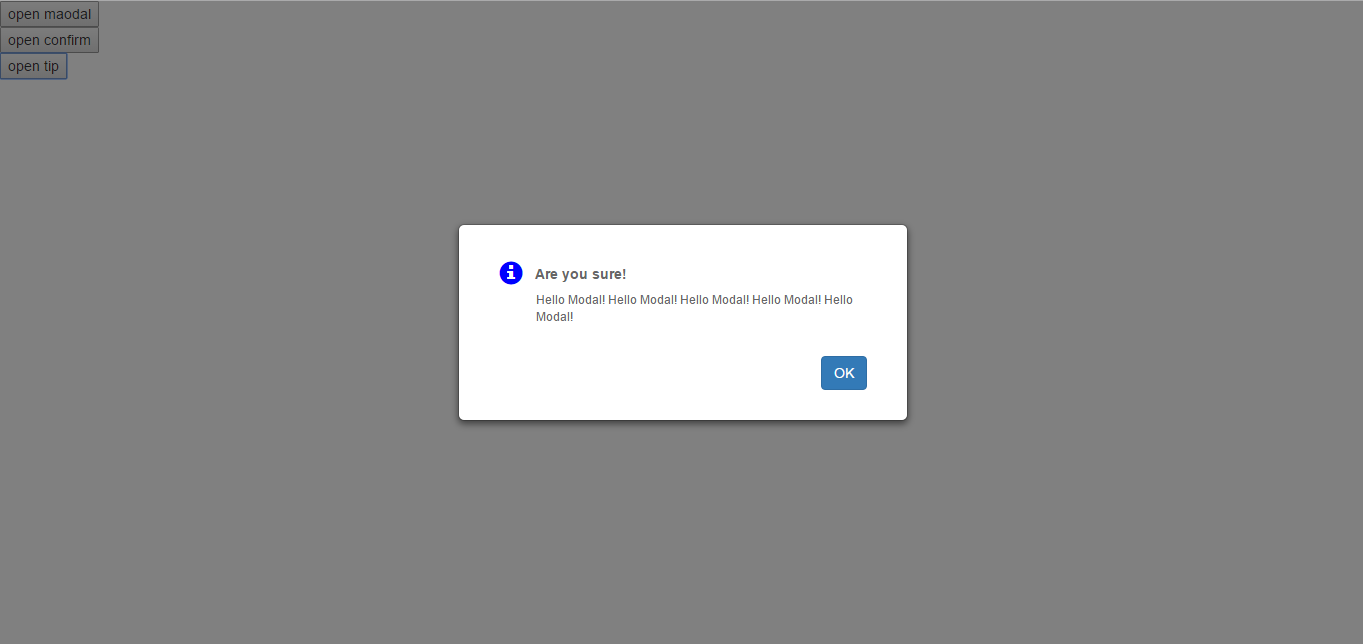 open maodal
open confirm
open tip
Are you sure!
Hello Modal! Hello Modal! Hello Modal! Hello Modal! Hello
Modal!
OK